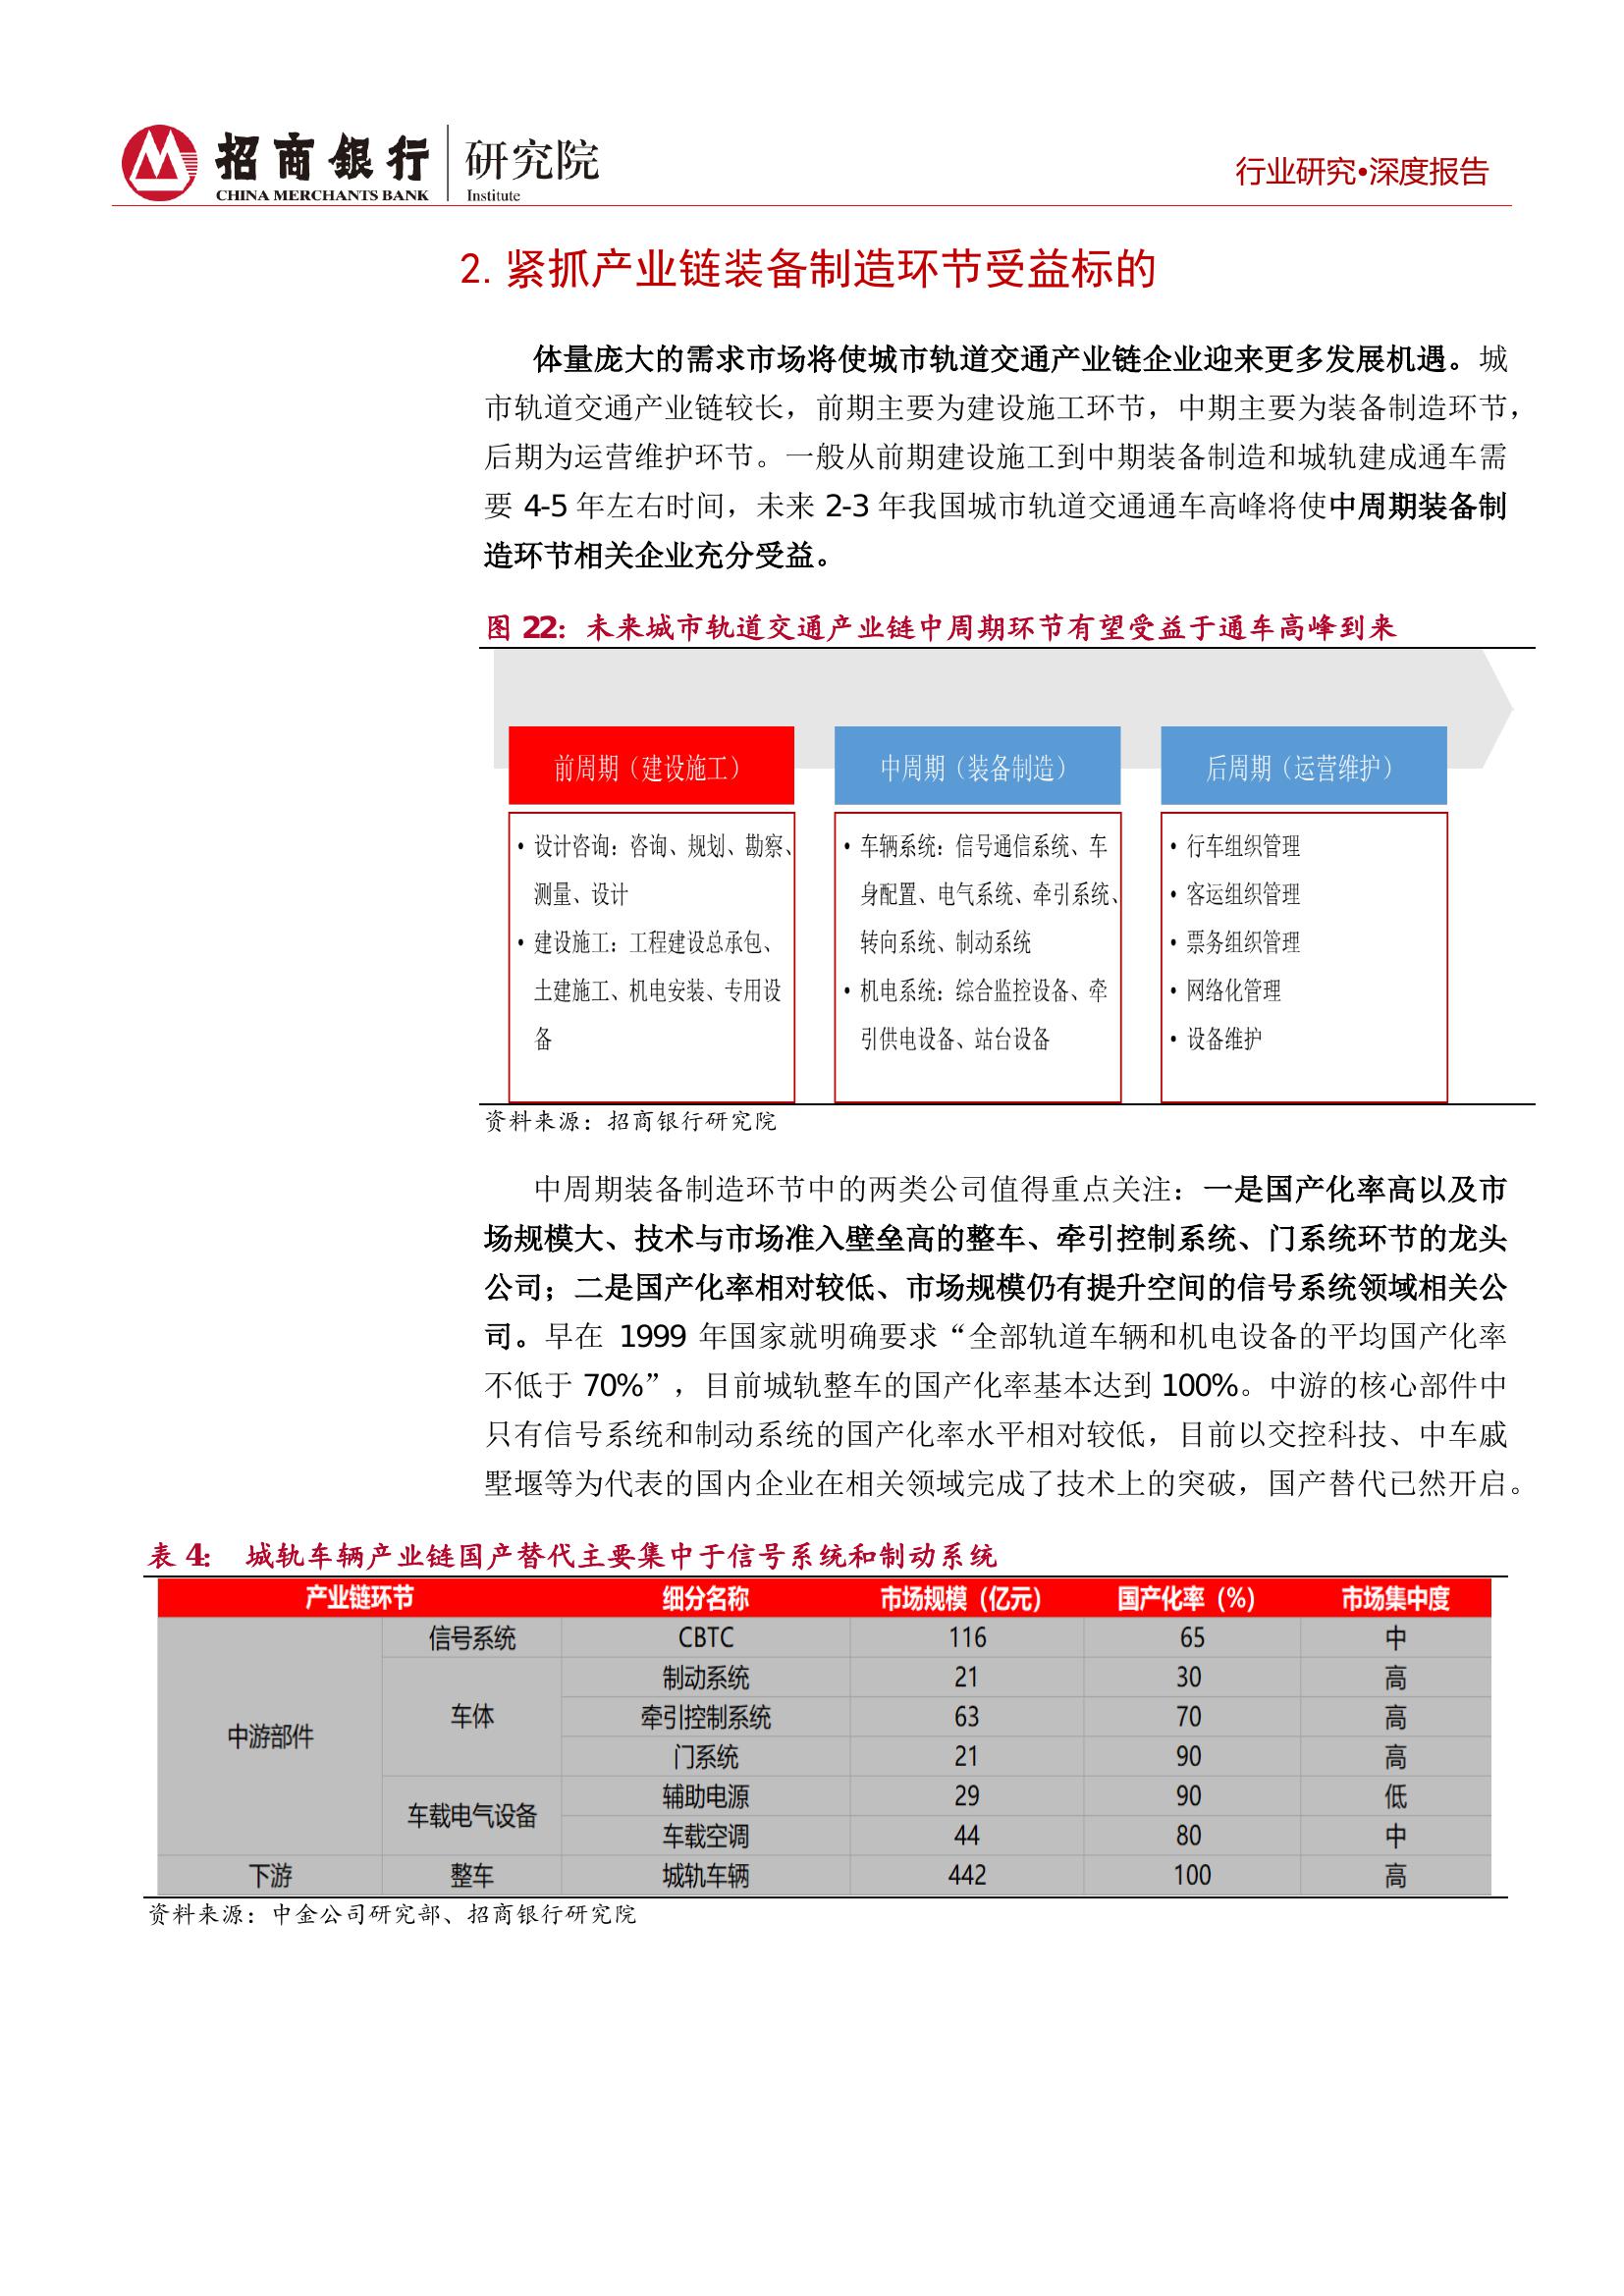 招商银行
CHINA MERCHANTS BANK
研究院
Institute
行业研究•深度报告
2. 紧抓产业链装备制造环节受益标的
体量庞大的需求市场将使城市轨道交通产业链企业迎来更多发展机遇。城
市轨道交通产业链较长，前期主要为建设施工环节，中期主要为装备制造环节，
后期为运营维护环节。一般从前期建设施工到中期装备制造和城轨建成通车需
要 4-5 年左右时间，未来 2-3 年我国城市轨道交通通车高峰将使中周期装备制
造环节相关企业充分受益。
图 22：未来城市轨道交通产业链中周期环节有望受益于通车高峰到来
前周期（建设施工）
• 设计咨询：咨询、规划、勘察、
测量、设计
• 建设施工：工程建设总承包、
土建施工、机电安装、专用设
备
中周期（装备制造）
• 车辆系统：信号通信系统、车
身配置、电气系统、牵引系统、
转向系统、制动系统
• 机电系统：综合监控设备、牵
引供电设备、站台设备
后周期（运营维护）
• 行车组织管理
• 客运组织管理
• 票务组织管理
• 网络化管理
• 设备维护
资料来源：招商银行研究院
中周期装备制造环节中的两类公司值得重点关注：一是国产化率高以及市
场规模大、技术与市场准入壁垒高的整车、牵引控制系统、门系统环节的龙头
公司；二是国产化率相对较低、市场规模仍有提升空间的信号系统领域相关公
司。早在 1999 年国家就明确要求“全部轨道车辆和机电设备的平均国产化率
不低于 70%”，目前城轨整车的国产化率基本达到 100%。中游的核心部件中
只有信号系统和制动系统的国产化率水平相对较低，目前以交控科技、中车戚
墅堰等为代表的国内企业在相关领域完成了技术上的突破，国产替代已然开启。
表 4： 城轨车辆产业链国产替代主要集中于信号系统和制动系统
产业链环节 细分名称 市场规模（亿元） 国产化率（%） 市场集中度
中游部件 信号系统 CBTC 116 65 中
车体 制动系统 21 30 高
牵引控制系统 63 70 高
门系统 21 90 高
车载电气设备 辅助电源 29 90 低
车载空调 44 80 中
下游 整车 城轨车辆 442 100 高
资料来源：中金公司研究部、招商银行研究院